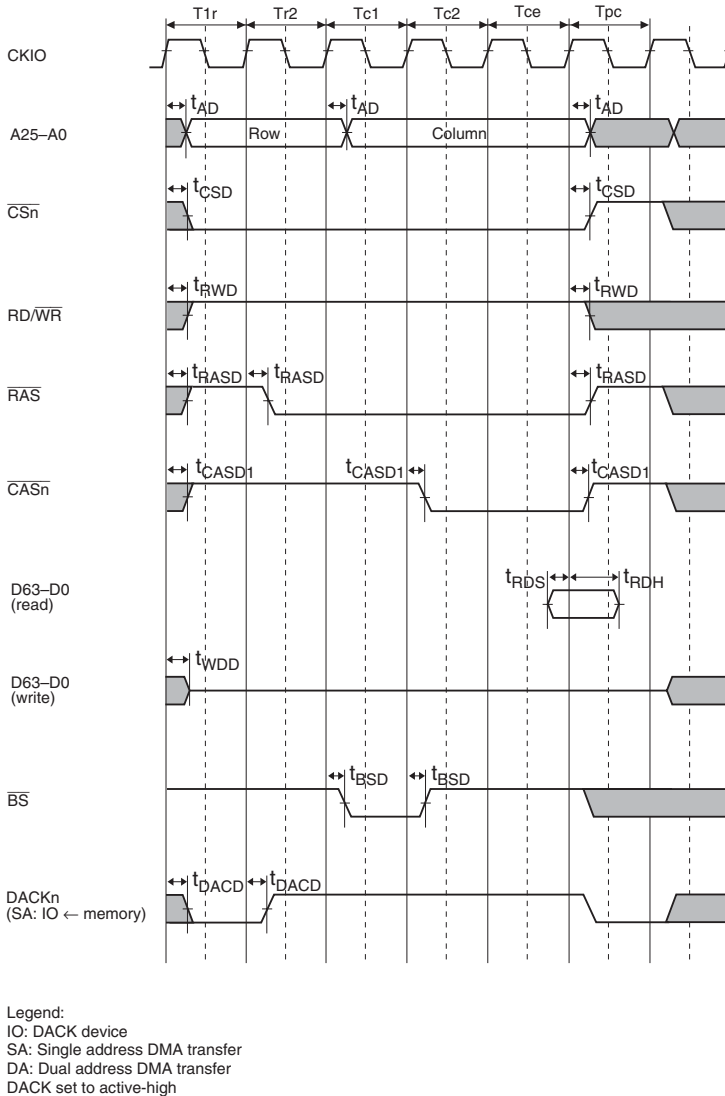 T1r Tr2 Tc1 Tc2 Tce Tpc
CKIO
tAD tAD tAD
A25–A0 Row Column
tCSD tCSD
CSn
tRWD tRWD
RD/WR
tRASD tRASD tRASD
RAS
tCASD1 tCASD1 tCASD1
CASn
D63–D0
(read)
tRDS tRDH
tWDD
D63–D0
(write)
tBSD tBSD
BS
tDACD tDACD
DACKn
(SA: IO ← memory)
Legend:
IO: DACK device
SA: Single address DMA transfer
DA: Dual address DMA transfer
DACK set to active-high